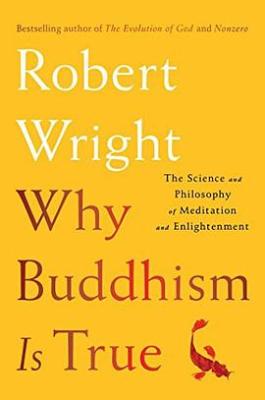 Bestselling author of The Evolution of God and Nonzero
Robert
Wright
The Science and
Philosophy
of Meditation
and Enlightenment
Why
Buddhism
Is True